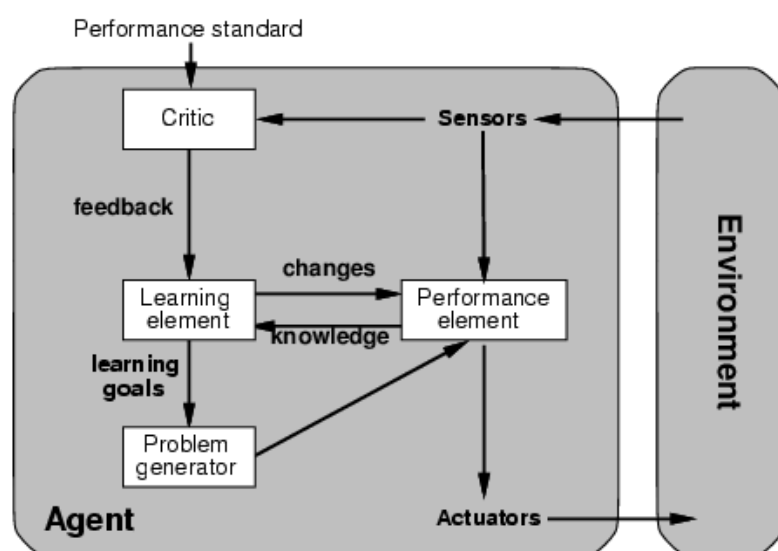 Performance standard
Critic
Sensors
feedback
changes
Learning
element
Performance
element
knowledge
learning
goals
Problem
generator
Agent
Actuators
Environment